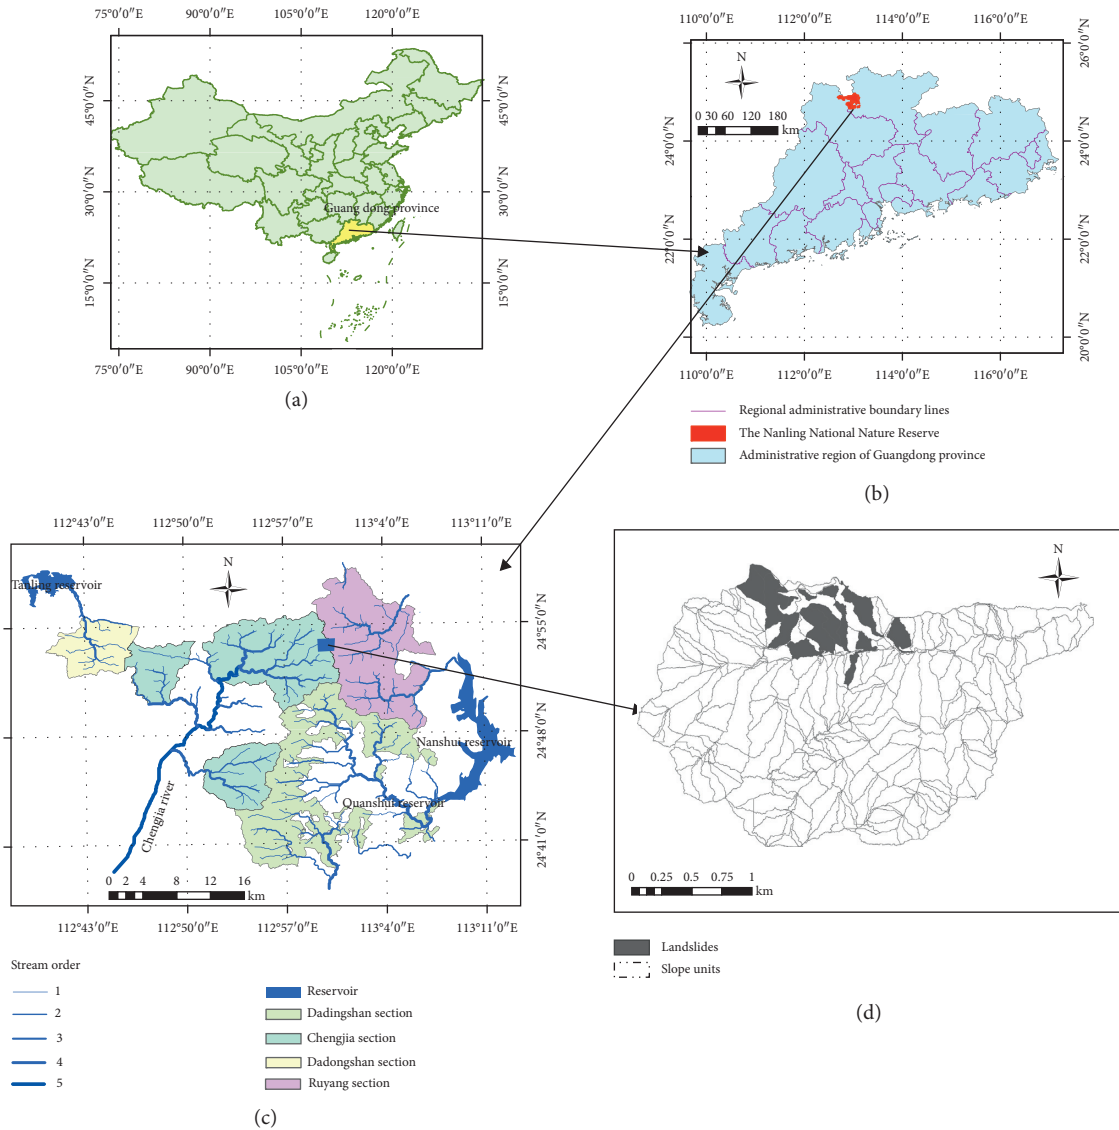 75°0′0″E 90°0′0″E 105°0′0″E 120°0′0″E
45°0′0″N
30°0′0″N
15°0′0″N
45°0′0″N
30°0′0″N
15°0′0″N
Guang dong province
75°0′0″E 90°0′0″E 105°0′0″E 120°0′0″E
(a)
110°0′0″E 112°0′0″E 114°0′0″E 116°0′0″E
N
0 30 60 120 180
km
24°0′0″N
22°0′0″N
26°0′0″N
24°0′0″N
22°0′0″N
20°0′0″N
110°0′0″E 112°0′0″E 114°0′0″E 116°0′0″E
Regional administrative boundary lines
The Nanling National Nature Reserve
Administrative region of Guangdong province
(b)
112°43′0″E 112°50′0″E 112°57′0″E 113°4′0″E 113°11′0″E
N
Tanling reservoir
Nanshui reservoir
Quanshui reservoir
Chengjia river
24°55′0″N
24°48′0″N
24°41′0″N
0 2 4 8 12 16
km
112°43′0″E 112°50′0″E 112°57′0″E 113°4′0″E 113°11′0″E
Stream order
1
2
3
4
5
Reservoir
Dadingshan section
Chengjia section
Dadongshan section
Ruyang section
(c)
N
0 0.25 0.5 0.75 1
km
Landslides
Slope units
(d)